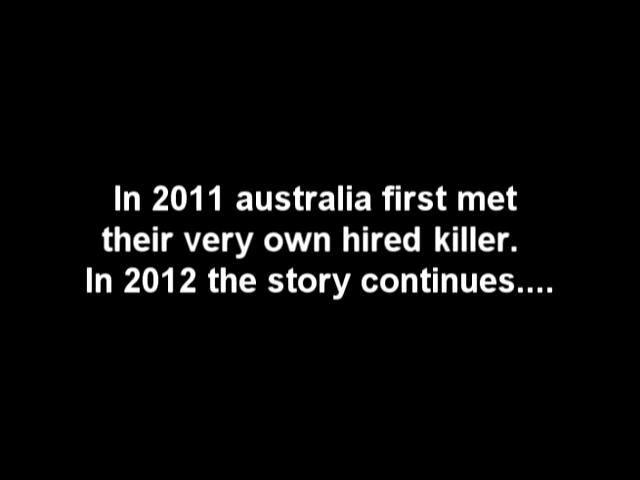 In 2011 australia first met
their very own hired killer.
In 2012 the story continues....